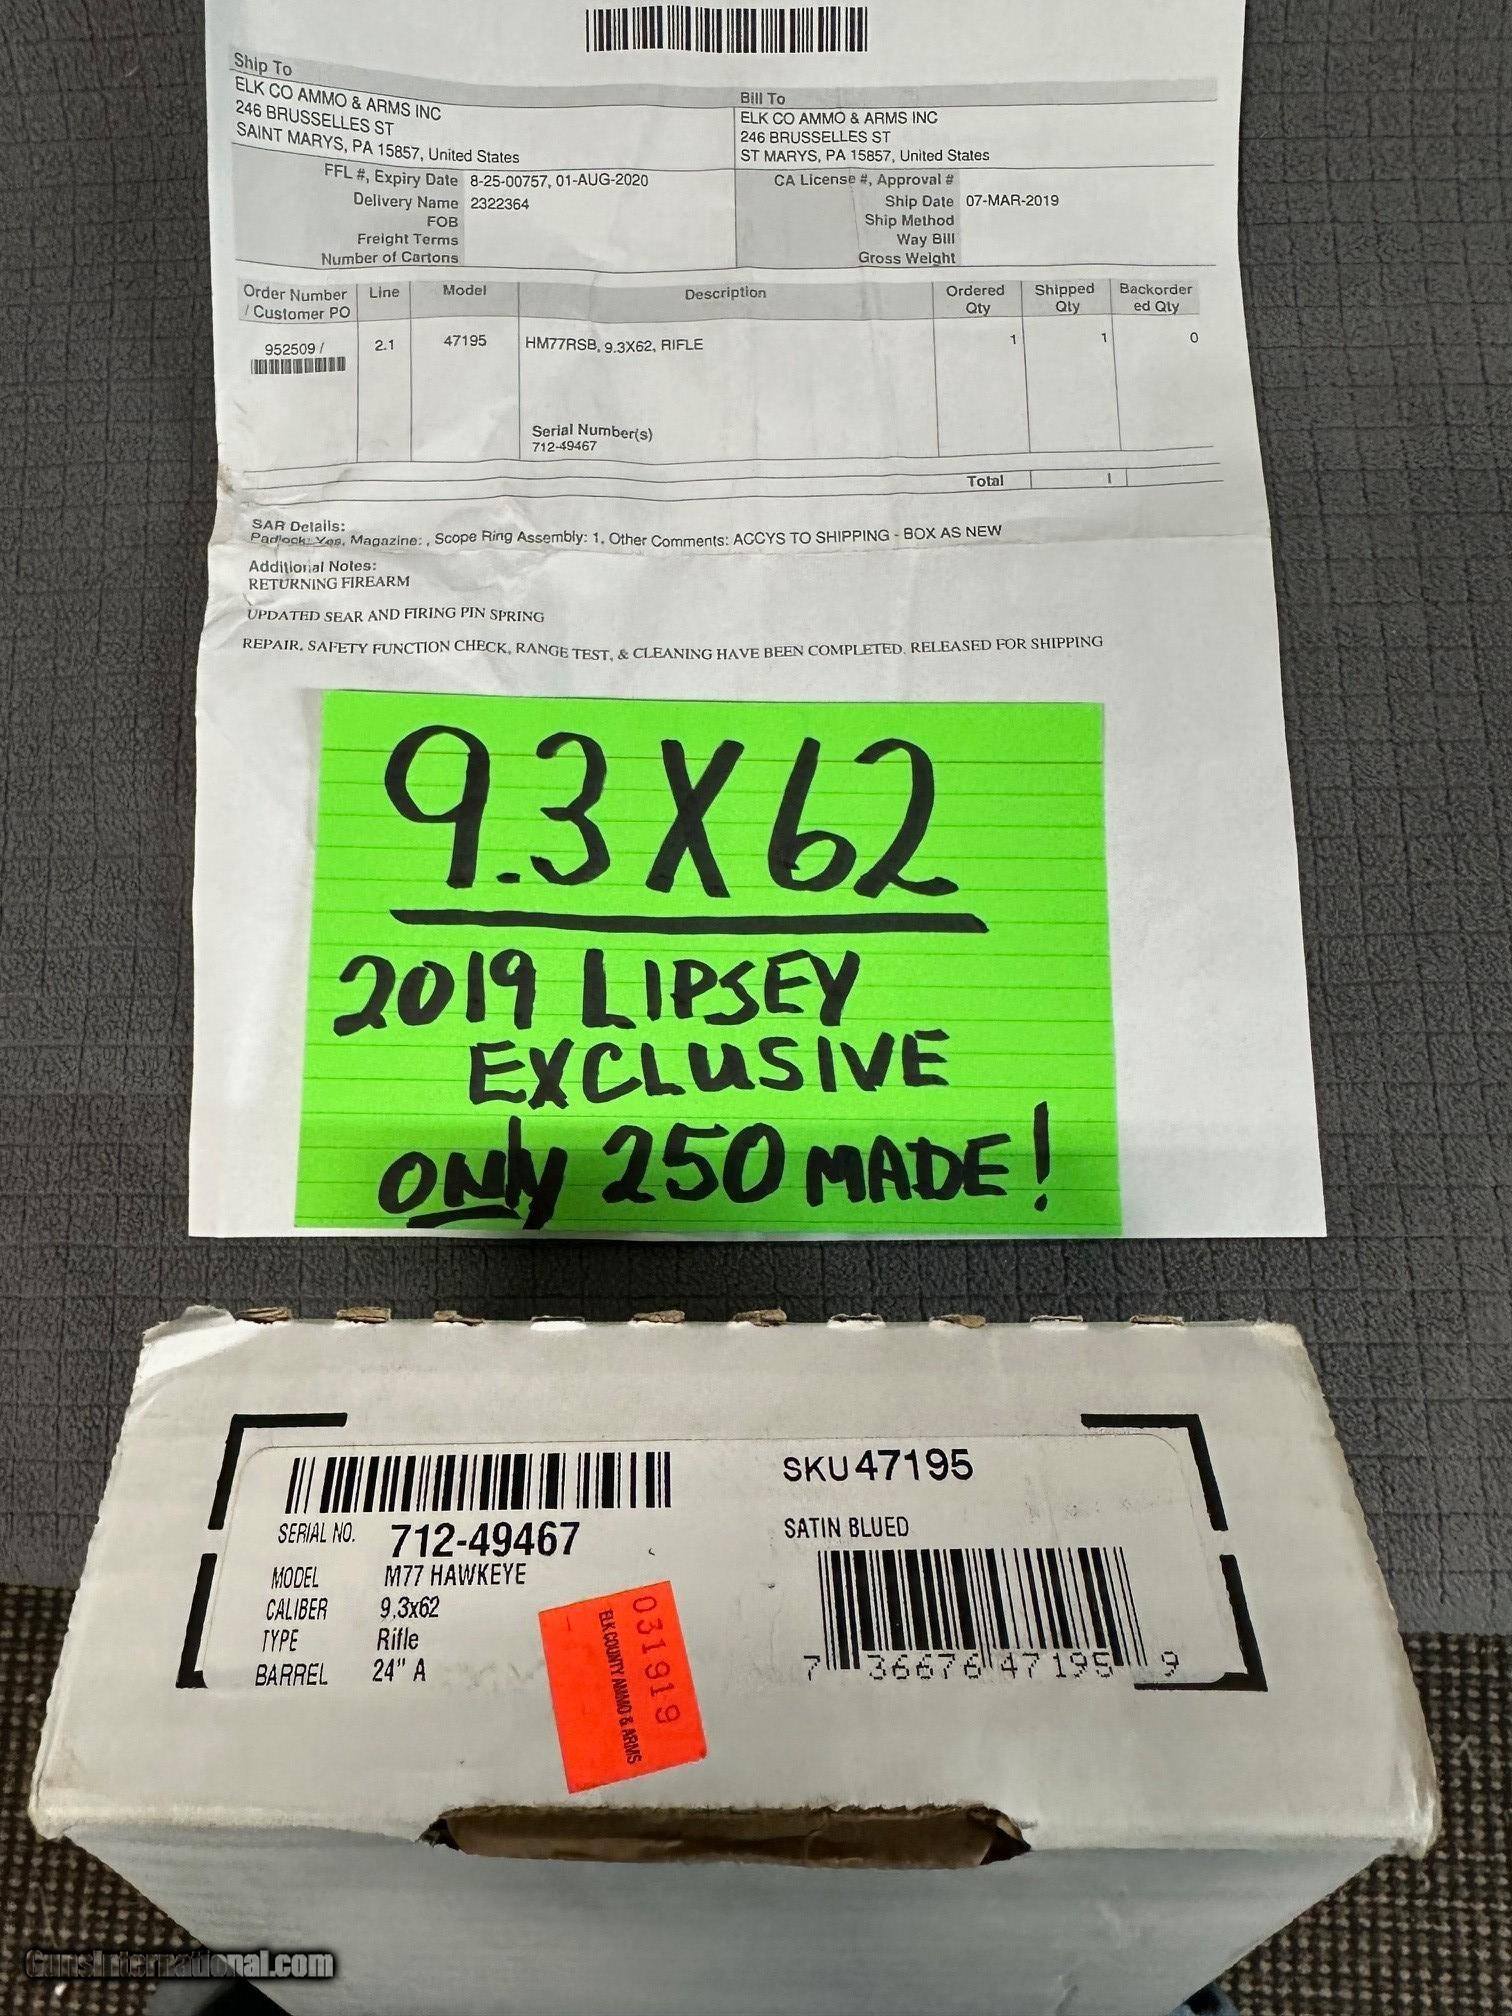 Ship To
ELK CO AMMO & ARMS INC
246 BRUSSELLES ST
SAINT MARYS, PA 15857, United States
Bill To
ELK CO AMMO & ARMS INC
246 BRUSSELLES ST
ST MARYS, PA 15857, United States
FFL #, Expiry Date 8-25-00757, 01-AUG-2020
Delivery Name 2322364
FOB
Freight Terms
Number of Cartons
CA License #, Approval #
Ship Date 07-MAR-2019
Ship Method
Way Bill
Gross Weight
Order Number / Customer PO Line Model Description Ordered Qty Shipped Qty Backorder ed Qty
952509 / 2.1 47195 HM77RSB, 9.3X62, RIFLE 1 1 0
Serial Number(s)
712-49467
Total 1
SAR Details:
Padlock: Yes, Magazine: , Scope Ring Assembly: 1, Other Comments: ACCYS TO SHIPPING - BOX AS NEW
Additional Notes:
RETURNING FIREARM
UPDATED SEAR AND FIRING PIN SPRING
REPAIR, SAFETY FUNCTION CHECK, RANGE TEST, & CLEANING HAVE BEEN COMPLETED. RELEASED FOR SHIPPING
9.3X62
2019 LIPSEY
EXCLUSIVE
ONLY 250 MADE!
SERIAL NO. 712-49467
MODEL M77 HAWKEYE
CALIBER 9.3x62
TYPE Rifle
BARREL 24" A
SKU 47195
SATIN BLUED
7 36676 47195 9
031919
ELK COUNTY AMMO & ARMS
GunsInternational.com